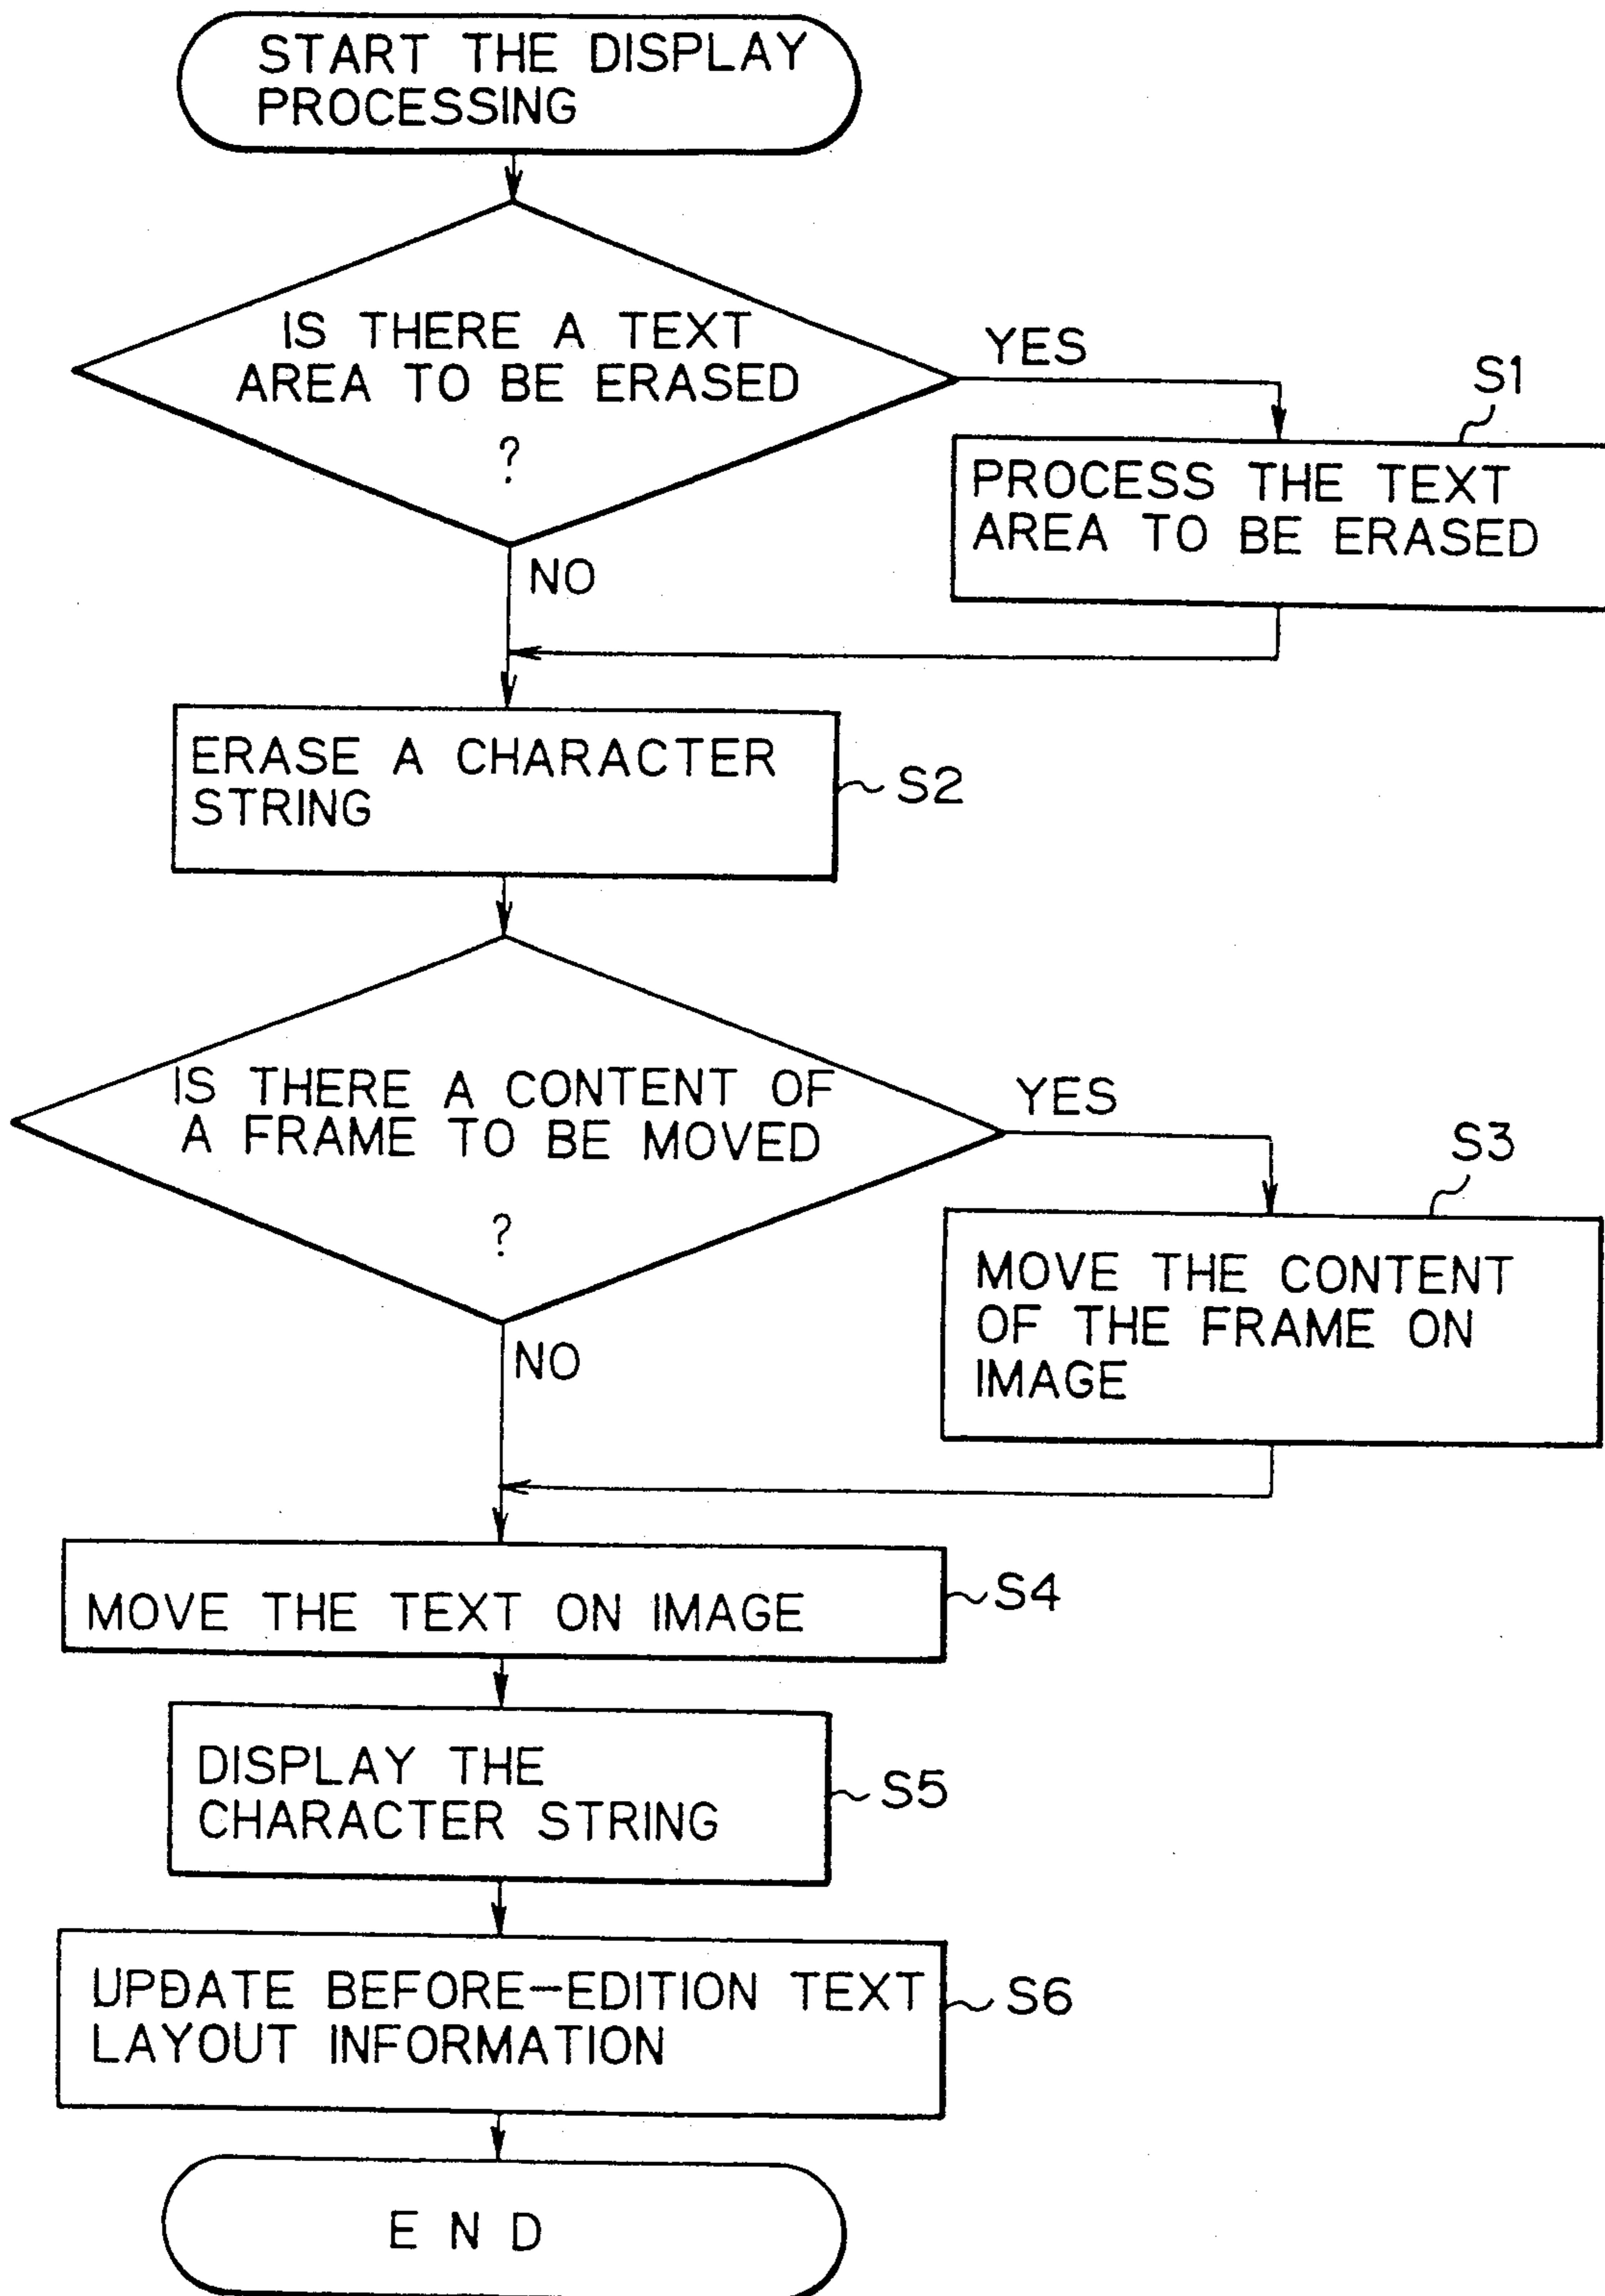 START THE DISPLAY
PROCESSING
IS THERE A TEXT
AREA TO BE ERASED
?
YES
S1
PROCESS THE TEXT
AREA TO BE ERASED
NO
ERASE A CHARACTER
STRING
S2
IS THERE A CONTENT OF
A FRAME TO BE MOVED
?
YES
S3
MOVE THE CONTENT
OF THE FRAME ON
IMAGE
NO
MOVE THE TEXT ON IMAGE
S4
DISPLAY THE
CHARACTER STRING
S5
UPDATE BEFORE-EDITION TEXT
LAYOUT INFORMATION
S6
END